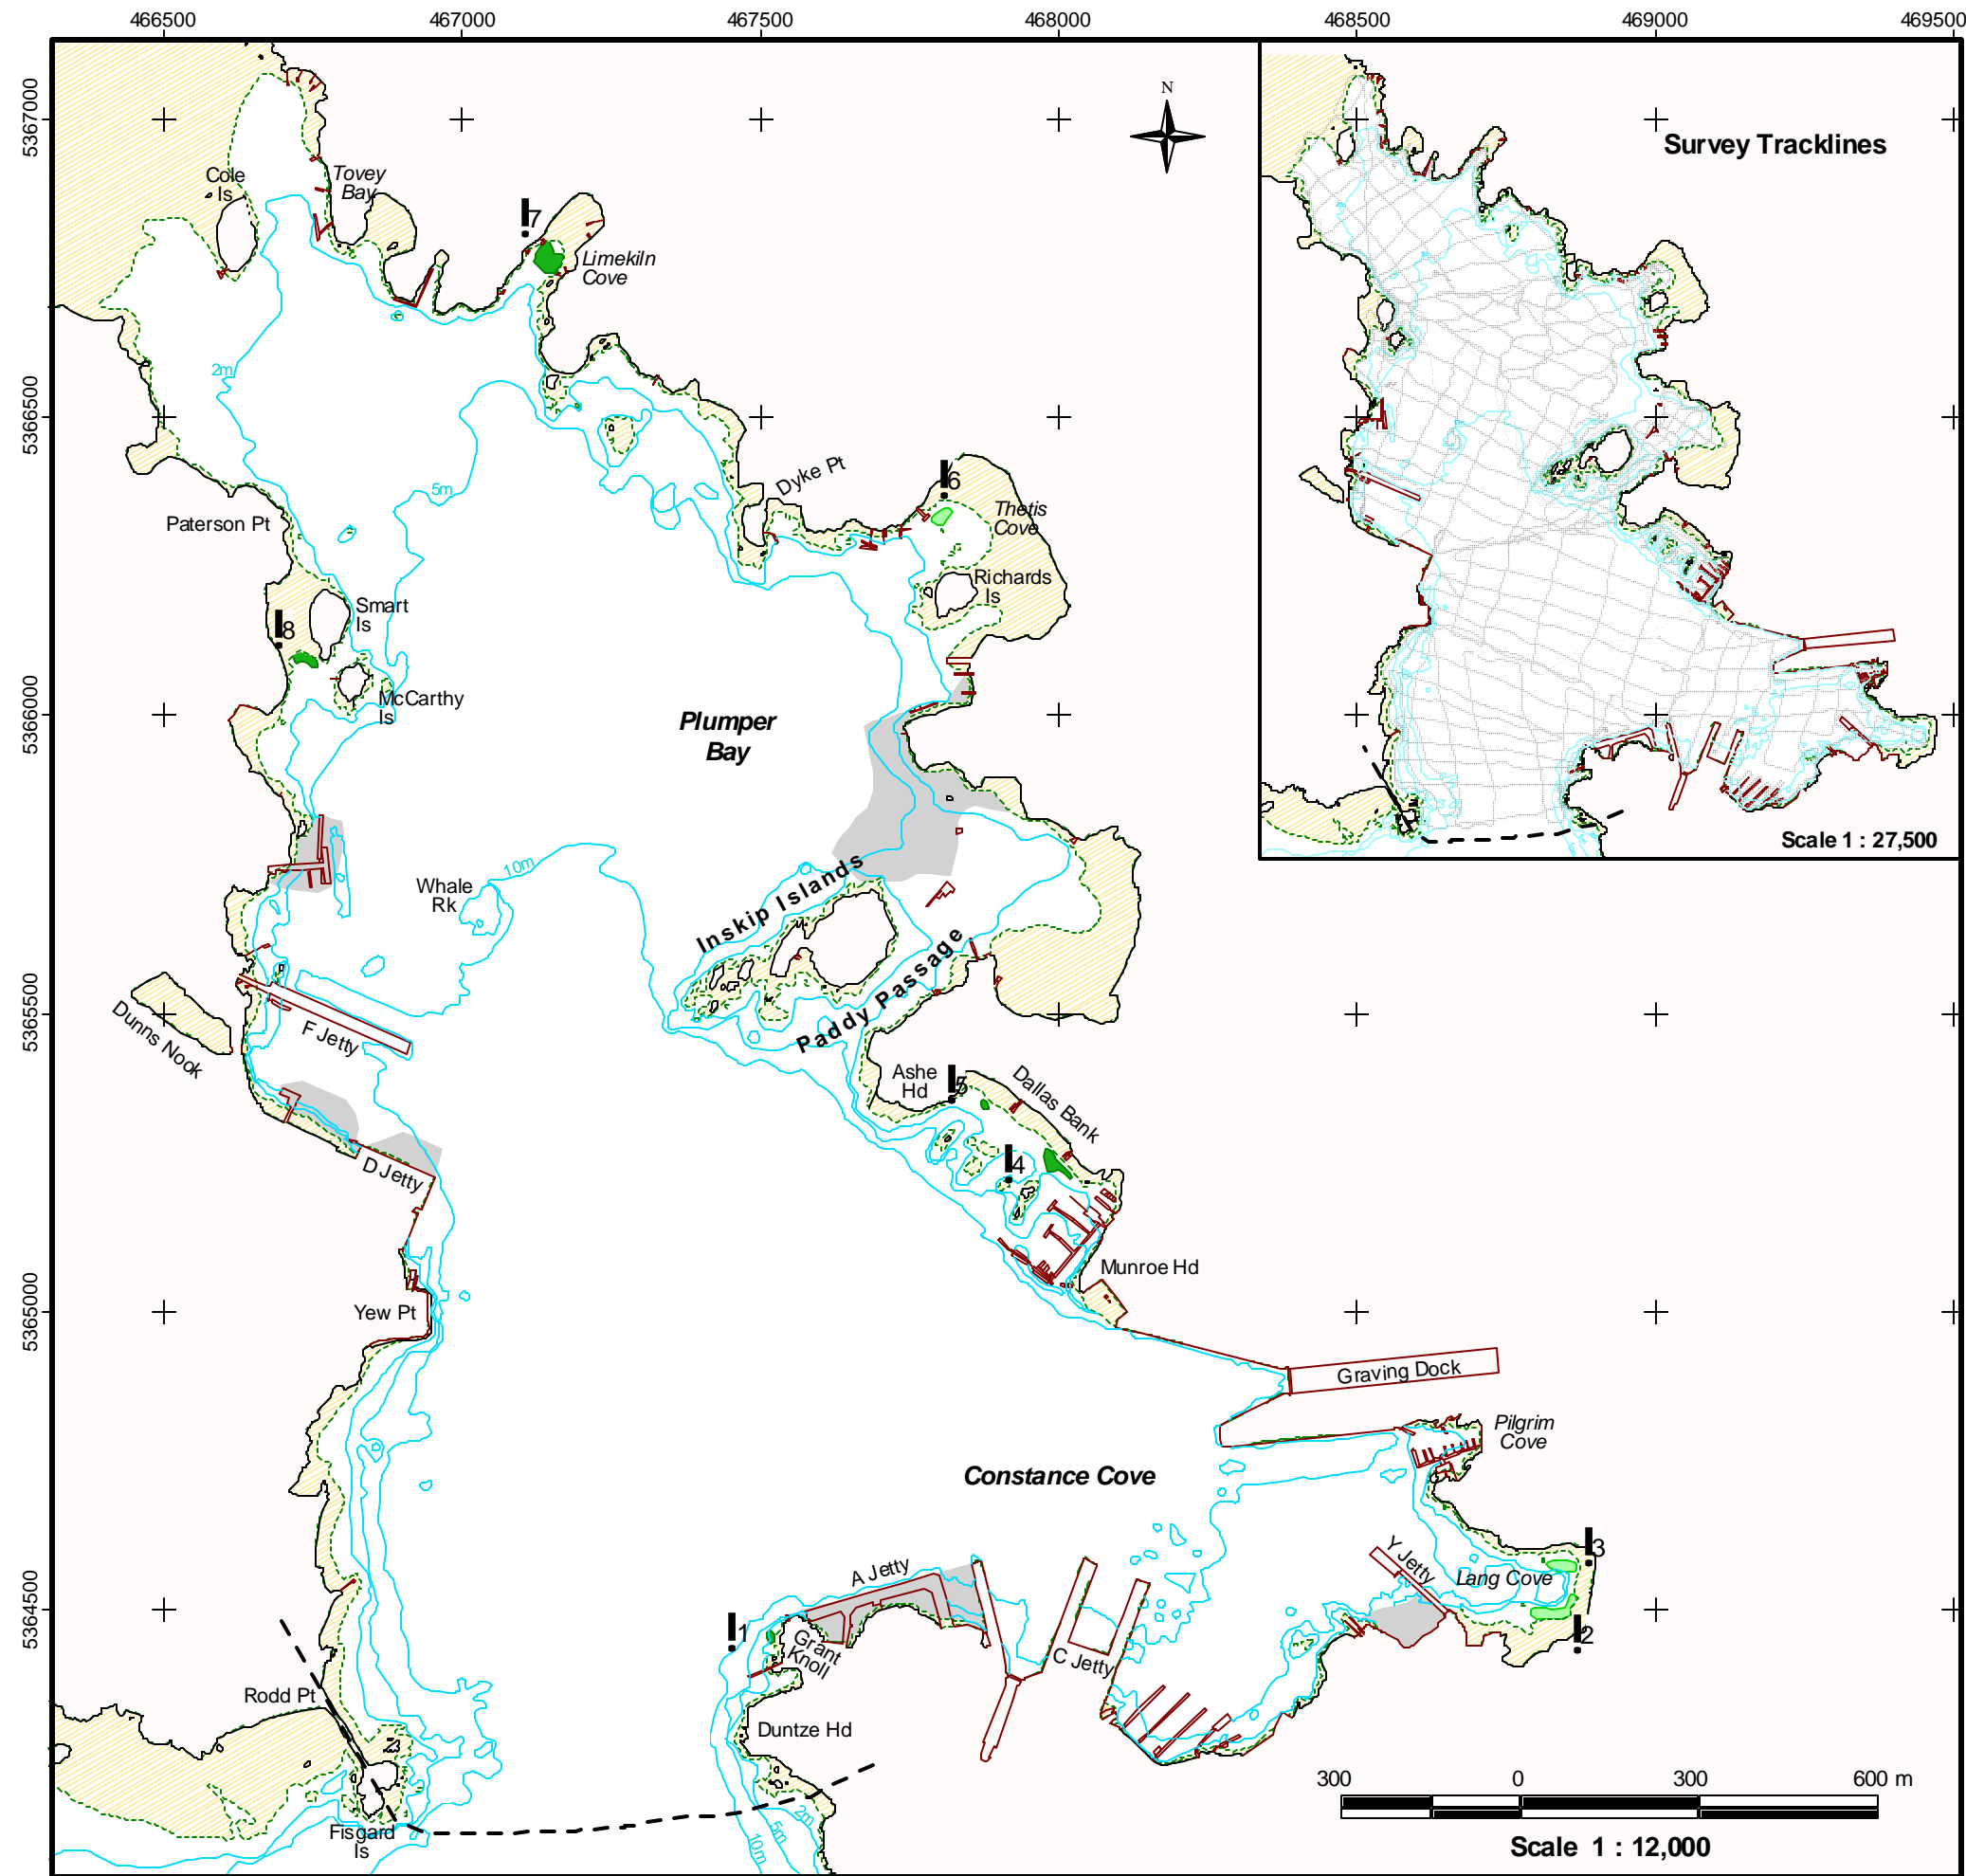 466500 467000 467500 468000 468500 469000 469500
5367000
5366500
5366000
5365500
5365000
5364500
N
Survey Tracklines
Scale 1 : 27,500
Cole
Is
Tovey
Bay
7
Limekiln
Cove
2m
5m
Dyke Pt
6
Thetis
Cove
Paterson Pt
Richards
Is
Smart
Is
8
McCarthy
Is
Plumper
Bay
10m
Whale
Rk
Inskip Islands
Paddy Passage
Dunns Nook
F Jetty
Ashe
Hd
5
Dallas Bank
4
D Jetty
Munroe Hd
Yew Pt
Graving Dock
Pilgrim
Cove
Constance Cove
3
Y Jetty
Lang Cove
A Jetty
1
2
Grant
Knoll
C Jetty
Rodd Pt
Duntze Hd
Fisgard
Is
2m
5m
10m
300 0 300 600 m
Scale 1 : 12,000